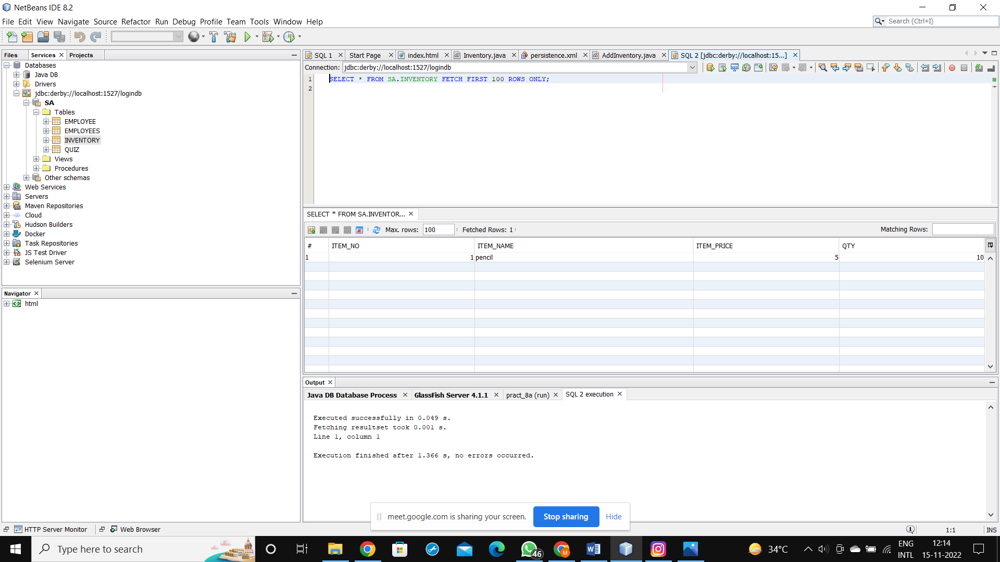 NetBeans IDE 8.2
File Edit View Navigate Source Refactor Run Debug Profile Team Tools Window Help
Search (Ctrl+I)
Files Services Projects
Databases
Java DB
Drivers
jdbc:derby://localhost:1527/logindb
SA
Tables
EMPLOYEE
EMPLOYEES
INVENTORY
QUIZ
Views
Procedures
Other schemas
Web Services
Servers
Maven Repositories
Cloud
Hudson Builders
Docker
Task Repositories
JS Test Driver
Selenium Server
Navigator
html
SQL 1 Start Page index.html Inventory.java persistence.xml AddInventory.java SQL 2 [jdbc:derby://localhost:15...]
Connection: jdbc:derby://localhost:1527/logindb
1 SELECT * FROM SA.INVENTORY FETCH FIRST 100 ROWS ONLY;
2
SELECT * FROM SA.INVENTOR...
Max. rows: 100 Fetched Rows: 1 Matching Rows:
# ITEM_NO ITEM_NAME ITEM_PRICE QTY
1 1 pencil 5 10
Output
Java DB Database Process GlassFish Server 4.1.1 pract_8a (run) SQL 2 execution
Executed successfully in 0.049 s.
Fetching resultset took 0.001 s.
Line 1, column 1
Execution finished after 1.366 s, no errors occurred.
meet.google.com is sharing your screen. Stop sharing Hide
HTTP Server Monitor Web Browser
1 1:1 INS
Type here to search
46
M
34°C
ENG
INTL
12:14
15-11-2022